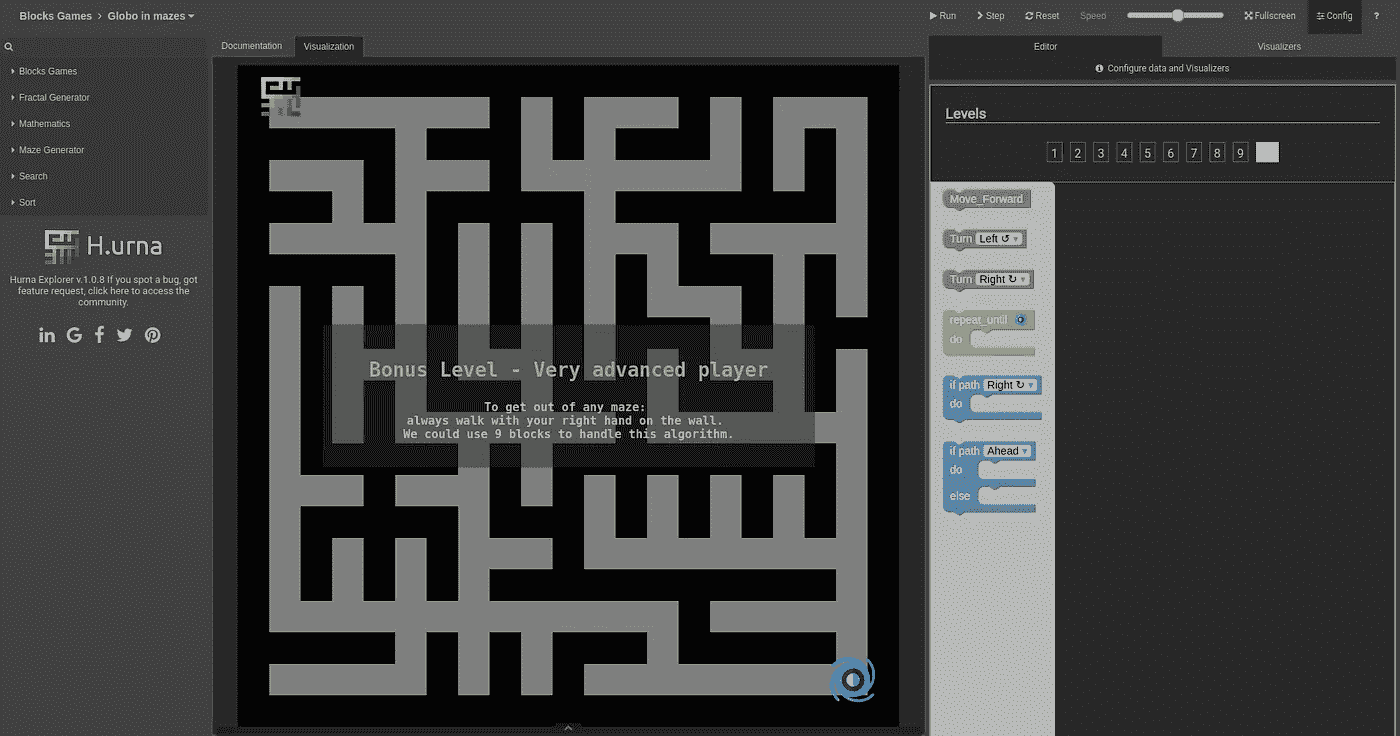 Blocks Games > Globo in mazes
Run Step Reset Speed Fullscreen Config ?
Documentation Visualization
Editor Visualizers
Configure data and Visualizers
Blocks Games
Fractal Generator
Mathematics
Maze Generator
Search
Sort
H.urna
Hurna Explorer v.1.0.8 If you spot a bug, got
feature request, click here to access the
community.
Bonus Level - Very advanced player
To get out of any maze:
always walk with your right hand on the wall.
We could use 9 blocks to handle this algorithm.
Levels
1 2 3 4 5 6 7 8 9
Move_Forward
Turn Left ↺
Turn Right ↻
repeat_until
do
if path Right ↻
do
if path Ahead
do
else